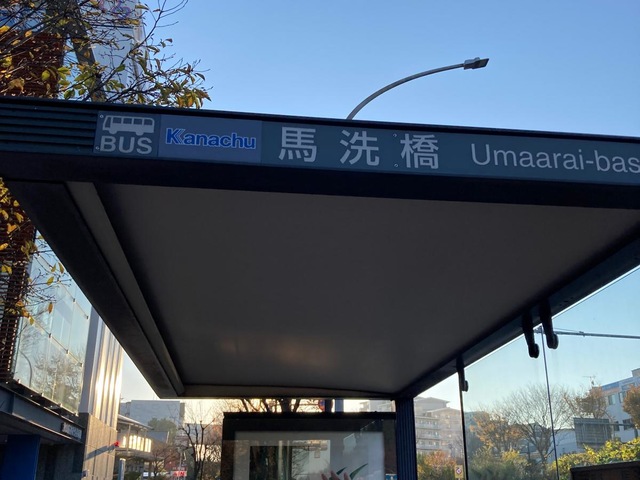 BUS Kanachu 馬洗橋 Umaarai-bas